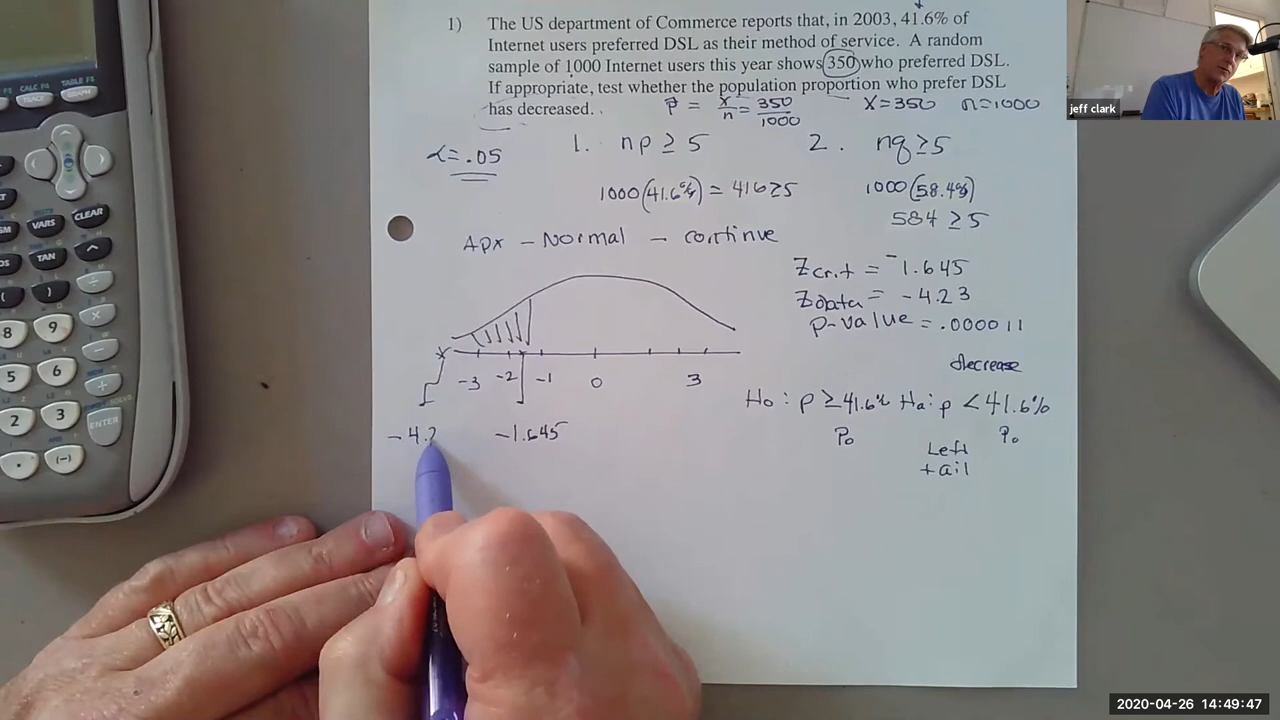 1) The US department of Commerce reports that, in 2003, 41.6% of
Internet users preferred DSL as their method of service. A random
sample of 1000 Internet users this year shows 350 who preferred DSL.
If appropriate, test whether the population proportion who prefer DSL
has decreased. p̂ = x/n = 350/1000 X=350 n=1000
α=.05 1. np ≥ 5 2. nq ≥ 5
1000(41.6%) = 416≥5 1000(58.4%)
584 ≥ 5
Apx - Normal - continue
Zcrit = -1.645
Zdata = -4.23
P-value = .000011
decrease
-3 -2 -1 0 3
Ho: p ≥ 41.6% Ha: p < 41.6%
Po Po
-4.2 -1.645
Left
tail
jeff clark
TABLE F5
CALC F4
TRACE
GRAPH
CLEAR
VARS
TAN
8 9
5 6
2 3
ENTER
(-)
2020-04-26 14:49:47